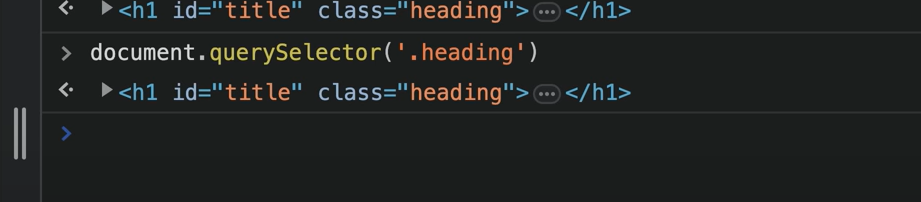 <h1 id="title" class="heading">…</h1>
document.querySelector('.heading')
<h1 id="title" class="heading">…</h1>